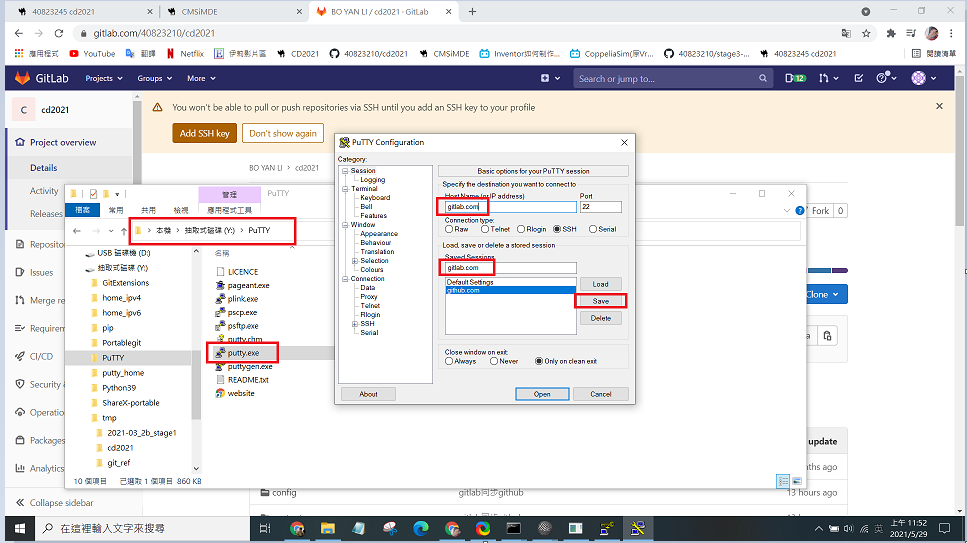 40823245 cd2021
CMSiMDE
BO YAN LI / cd2021 · GitLab
gitlab.com/40823210/cd2021
應用程式
YouTube
翻譯
Netflix
伊莉影片區
CD2021
40823210/cd2021
CMSiMDE
Inventor如何制作...
CoppeliaSim(原Vr...
40823210/stage3-...
40823245 cd2021
閱讀清單
GitLab
Projects
Groups
More
Search or jump to...
12
C
cd2021
Project overview
Details
Activity
Releases
Repositor
Issues
Merge re
Requirem
CI/CD
Security &
Operatio
Packages
Analytics
Collapse sidebar
You won't be able to pull or push repositories via SSH until you add an SSH key to your profile
Add SSH key
Don't show again
BO YAN LI > cd2021
Fork
0
Clone
update
nths ago
config
gitlab同步github
13 hours ago
管理
PuTTY
檔案
常用
共用
檢視
應用程式工具
本機 > 抽取式磁碟 (Y:) > PuTTY
USB 磁碟機 (D:)
抽取式磁碟 (Y:)
GitExtensions
home_ipv4
home_ipv6
pip
Portablegit
PuTTY
putty_home
Python39
ShareX-portable
tmp
2021-03_2b_stage1
cd2021
git_ref
名稱
LICENCE
pageant.exe
plink.exe
pscp.exe
psftp.exe
putty.chm
putty.exe
puttygen.exe
README.txt
website
10 個項目
已選取 1 個項目 860 KB
PuTTY Configuration
Category:
Session
Logging
Terminal
Keyboard
Bell
Features
Window
Appearance
Behaviour
Translation
Selection
Colours
Connection
Data
Proxy
Telnet
Rlogin
SSH
Serial
Basic options for your PuTTY session
Specify the destination you want to connect to
Host Name (or IP address)
Port
gitlab.com
22
Connection type:
Raw
Telnet
Rlogin
SSH
Serial
Load, save or delete a stored session
Saved Sessions
gitlab.com
Default Settings
github.com
Load
Save
Delete
Close window on exit:
Always
Never
Only on clean exit
About
Open
Cancel
在這裡輸入文字來搜尋
英
上午 11:52
2021/5/29